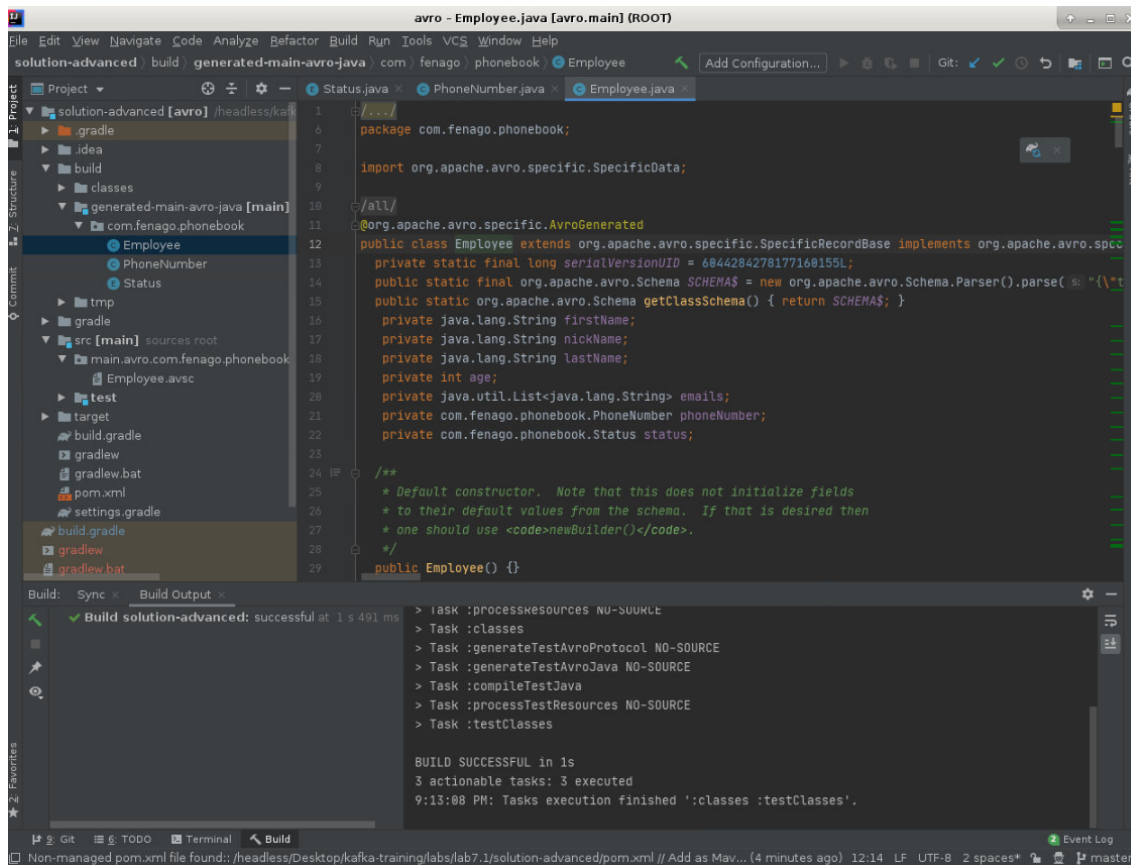 avro - Employee.java [avro.main] (ROOT)
File Edit View Navigate Code Analyze Refactor Build Run Tools VCS Window Help
solution-advanced build generated-main-avro-java com fenago phonebook Employee Add Configuration... Git:
1: Project
Z: Structure
Commit
2: Favorites
Project
solution-advanced [avro] /headless/kafk
.gradle
.idea
build
classes
generated-main-avro-java [main]
com.fenago.phonebook
Employee
PhoneNumber
Status
tmp
gradle
src [main] sources root
main.avro.com.fenago.phonebook
Employee.avsc
test
target
build.gradle
gradlew
gradlew.bat
pom.xml
settings.gradle
build.gradle
gradlew
gradlew.bat
Status.java PhoneNumber.java Employee.java
1 /.../
6 package com.fenago.phonebook;
7
8 import org.apache.avro.specific.SpecificData;
9
10 /all/
11 @org.apache.avro.specific.AvroGenerated
12 public class Employee extends org.apache.avro.specific.SpecificRecordBase implements org.apache.avro.spec
13 private static final long serialVersionUID = 6044284278177160155L;
14 public static final org.apache.avro.Schema SCHEMA$ = new org.apache.avro.Schema.Parser().parse( s: "{\"t
15 public static org.apache.avro.Schema getClassSchema() { return SCHEMA$; }
16 private java.lang.String firstName;
17 private java.lang.String nickName;
18 private java.lang.String lastName;
19 private int age;
20 private java.util.List<java.lang.String> emails;
21 private com.fenago.phonebook.PhoneNumber phoneNumber;
22 private com.fenago.phonebook.Status status;
23
24 /**
25 * Default constructor. Note that this does not initialize fields
26 * to their default values from the schema. If that is desired then
27 * one should use <code>newBuilder()</code>.
28 */
29 public Employee() {}
Build: Sync Build Output
Build solution-advanced: successful at 1 s 491 ms
> Task :processResources NO-SOURCE
> Task :classes
> Task :generateTestAvroProtocol NO-SOURCE
> Task :generateTestAvroJava NO-SOURCE
> Task :compileTestJava
> Task :processTestResources NO-SOURCE
> Task :testClasses
BUILD SUCCESSFUL in 1s
3 actionable tasks: 3 executed
9:13:08 PM: Tasks execution finished ':classes :testClasses'.
9: Git 6: TODO Terminal Build 2 Event Log
Non-managed pom.xml file found:: /headless/Desktop/kafka-training/labs/lab7.1/solution-advanced/pom.xml // Add as Mav... (4 minutes ago) 12:14 LF UTF-8 2 spaces* master